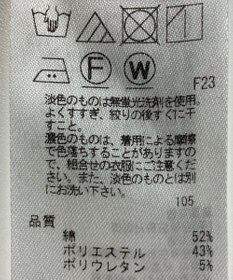 F
W
F23
淡色のものは無蛍光洗剤を使用。
よくすすぎ、絞りの後すぐに干
すこと。
濃色のものは、着用による摩擦
で色落ちすることがありますの
で、組合せの衣服にご注意くだ
さい。また、淡色のものとは別
にお洗い下さい。
105
品質
綿 52%
ポリエステル 43%
ポリウレタン 5%